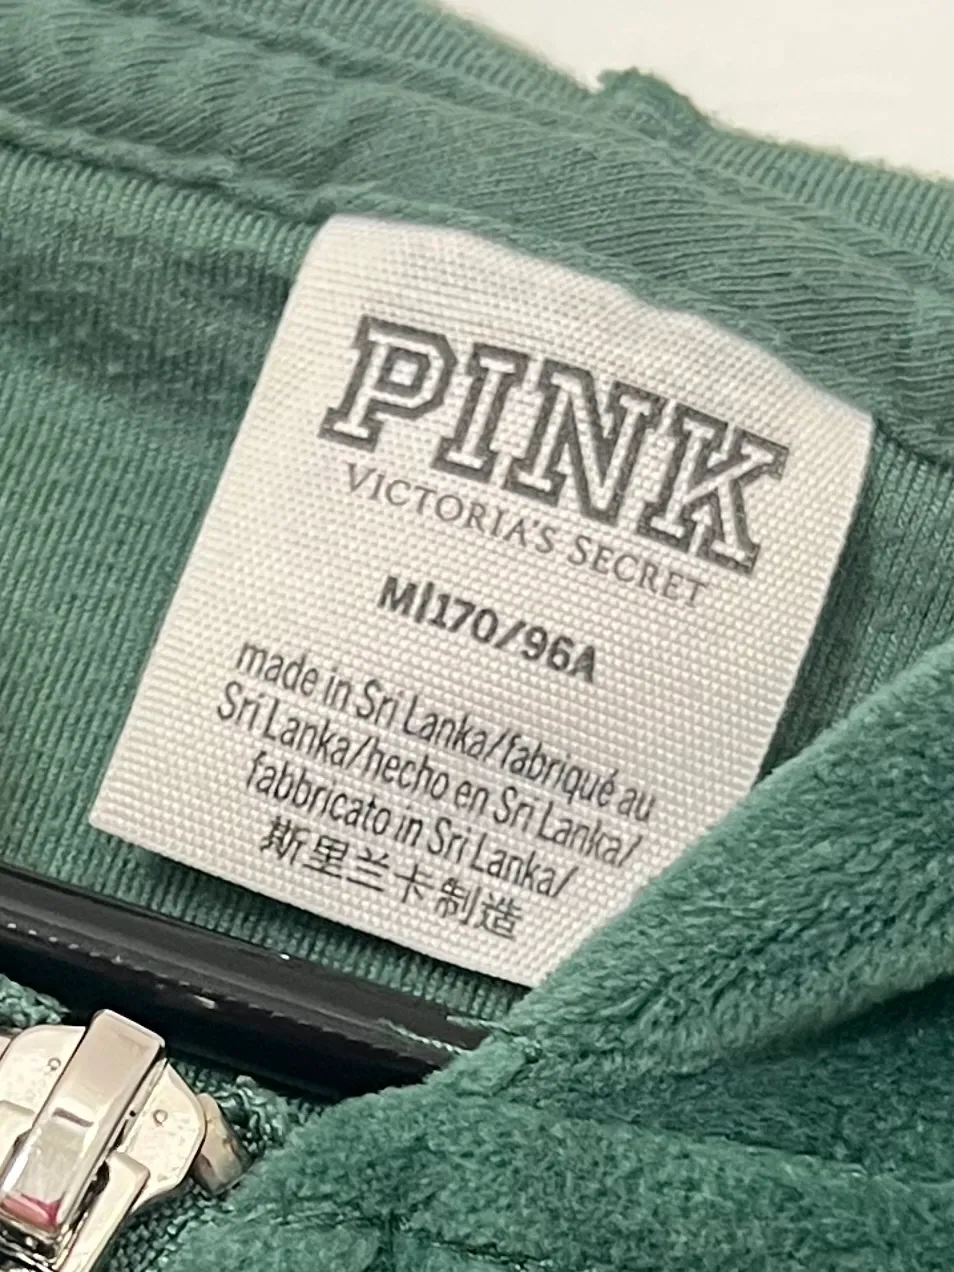 PINK
VICTORIA'S SECRET
M|170/96A
made in Sri Lanka/fabriqué au
Sri Lanka/hecho en Sri Lanka/
fabbricato in Sri Lanka/
斯里兰卡制造